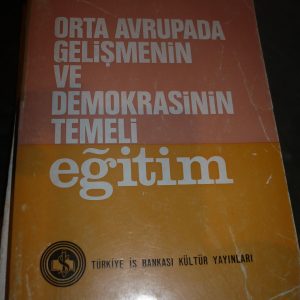 ORTA AVRUPADA
GELİŞMENİN
VE
DEMOKRASİNİN
TEMELİ
eğitim
TÜRKİYE İŞ BANKASI KÜLTÜR YAYINLARI